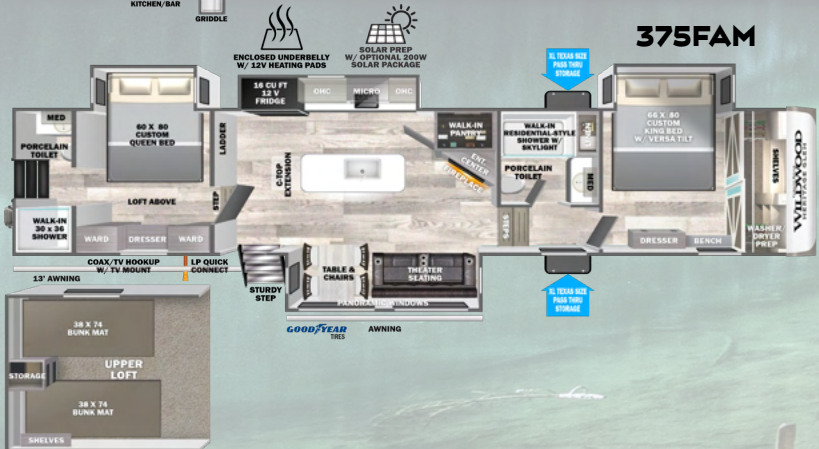 KITCHEN/BAR
GRIDDLE
375FAM
ENCLOSED UNDERBELLY
W/ 12V HEATING PADS
SOLAR PREP
W/ OPTIONAL 200W
SOLAR PACKAGE
XL TEXAS SIZE
PASS THRU
STORAGE
16 CU FT
12 V
FRIDGE
OHC
MICRO
OHC
MED
PORCELAIN
TOILET
60 X 80
CUSTOM
QUEEN BED
LADDER
C-TOP
EXTENSION
WALK-IN
PANTRY
ENT.
CENTER
FIREPLACE
WALK-IN
RESIDENTIAL-STYLE
SHOWER W/
SKYLIGHT
PORCELAIN
TOILET
MED
66 X 80
CUSTOM
KING BED
W/ VERSA TILT
SHELVES
WILDWOOD
HERITAGE GLEN
LOFT ABOVE
STEP
WALK-IN
30 x 36
SHOWER
WARD
DRESSER
WARD
STEPS
DRESSER
BENCH
WASHER/
DRYER
PREP
COAX/TV HOOKUP
W/ TV MOUNT
LP QUICK
CONNECT
13' AWNING
STURDY
STEP
TABLE &
CHAIRS
THEATER
SEATING
PANORAMIC WINDOWS
GOODYEAR
TIRES
AWNING
XL TEXAS SIZE
PASS THRU
STORAGE
38 X 74
BUNK MAT
UPPER
LOFT
STORAGE
38 X 74
BUNK MAT
SHELVES